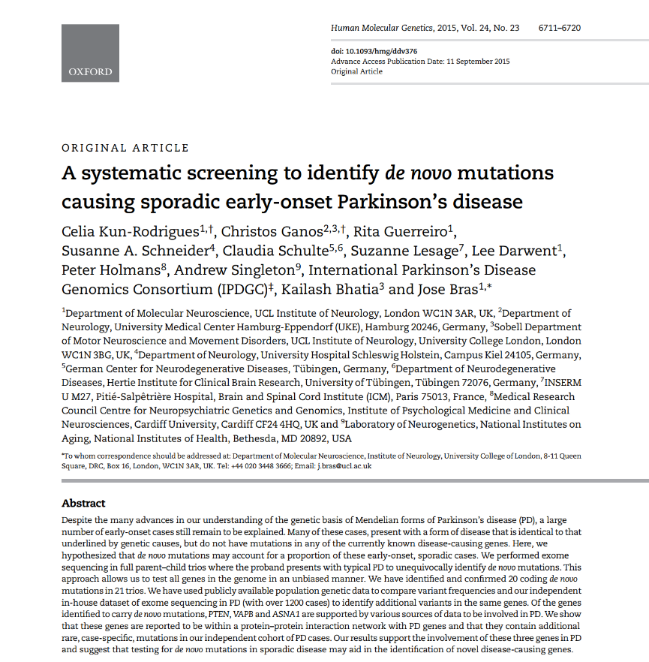 OXFORD
Human Molecular Genetics, 2015, Vol. 24, No. 23 6711–6720
doi: 10.1093/hmg/ddv376
Advance Access Publication Date: 11 September 2015
Original Article
ORIGINAL ARTICLE
A systematic screening to identify de novo mutations
causing sporadic early-onset Parkinson’s disease
Celia Kun-Rodrigues1,†, Christos Ganos2,3,†, Rita Guerreiro1,
Susanne A. Schneider4, Claudia Schulte5,6, Suzanne Lesage7, Lee Darwent1,
Peter Holmans8, Andrew Singleton9, International Parkinson’s Disease
Genomics Consortium (IPDGC)‡, Kailash Bhatia3 and Jose Bras1,*
1Department of Molecular Neuroscience, UCL Institute of Neurology, London WC1N 3AR, UK, 2Department of
Neurology, University Medical Center Hamburg-Eppendorf (UKE), Hamburg 20246, Germany, 3Sobell Department
of Motor Neuroscience and Movement Disorders, UCL Institute of Neurology, University College London, London
WC1N 3BG, UK, 4Department of Neurology, University Hospital Schleswig Holstein, Campus Kiel 24105, Germany,
5German Center for Neurodegenerative Diseases, Tübingen, Germany, 6Department of Neurodegenerative
Diseases, Hertie Institute for Clinical Brain Research, University of Tübingen, Tübingen 72076, Germany, 7INSERM
U M27, Pitié-Salpêtrière Hospital, Brain and Spinal Cord Institute (ICM), Paris 75013, France, 8Medical Research
Council Centre for Neuropsychiatric Genetics and Genomics, Institute of Psychological Medicine and Clinical
Neurosciences, Cardiff University, Cardiff CF24 4HQ, UK and 9Laboratory of Neurogenetics, National Institutes on
Aging, National Institutes of Health, Bethesda, MD 20892, USA
*To whom correspondence should be addressed at: Department of Molecular Neuroscience, Institute of Neurology, University College of London, 8-11 Queen
Square, DRC, Box 16, London, WC1N 3AR, UK. Tel: +44 020 3448 3666; Email: j.bras@ucl.ac.uk
Abstract
Despite the many advances in our understanding of the genetic basis of Mendelian forms of Parkinson’s disease (PD), a large
number of early-onset cases still remain to be explained. Many of these cases, present with a form of disease that is identical to that
underlined by genetic causes, but do not have mutations in any of the currently known disease-causing genes. Here, we
hypothesized that de novo mutations may account for a proportion of these early-onset, sporadic cases. We performed exome
sequencing in full parent–child trios where the proband presents with typical PD to unequivocally identify de novo mutations. This
approach allows us to test all genes in the genome in an unbiased manner. We have identified and confirmed 20 coding de novo
mutations in 21 trios. We have used publicly available population genetic data to compare variant frequencies and our independent
in-house dataset of exome sequencing in PD (with over 1200 cases) to identify additional variants in the same genes. Of the genes
identified to carry de novo mutations, PTEN, VAPB and ASNA1 are supported by various sources of data to be involved in PD. We show
that these genes are reported to be within a protein–protein interaction network with PD genes and that they contain additional
rare, case-specific, mutations in our independent cohort of PD cases. Our results support the involvement of these three genes in PD
and suggest that testing for de novo mutations in sporadic disease may aid in the identification of novel disease-causing genes.